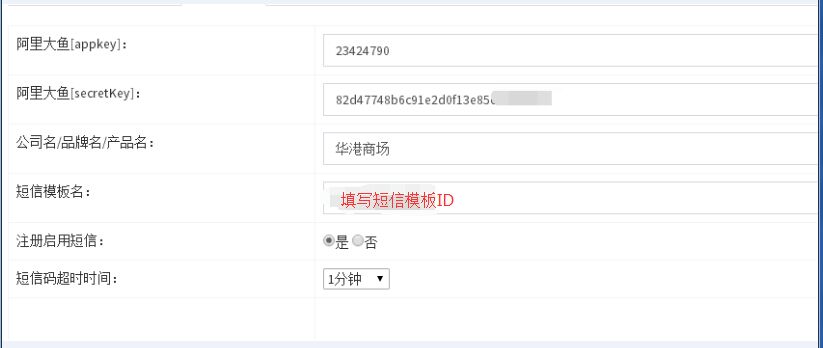 阿里大鱼[appkey]：
23424790
阿里大鱼[secretKey]：
82d47748b6c91e2d0f13e85c
公司名/品牌名/产品名：
华港商场
短信模板名：
填写短信模板ID
注册启用短信：
是 否
短信码超时时间：
1分钟